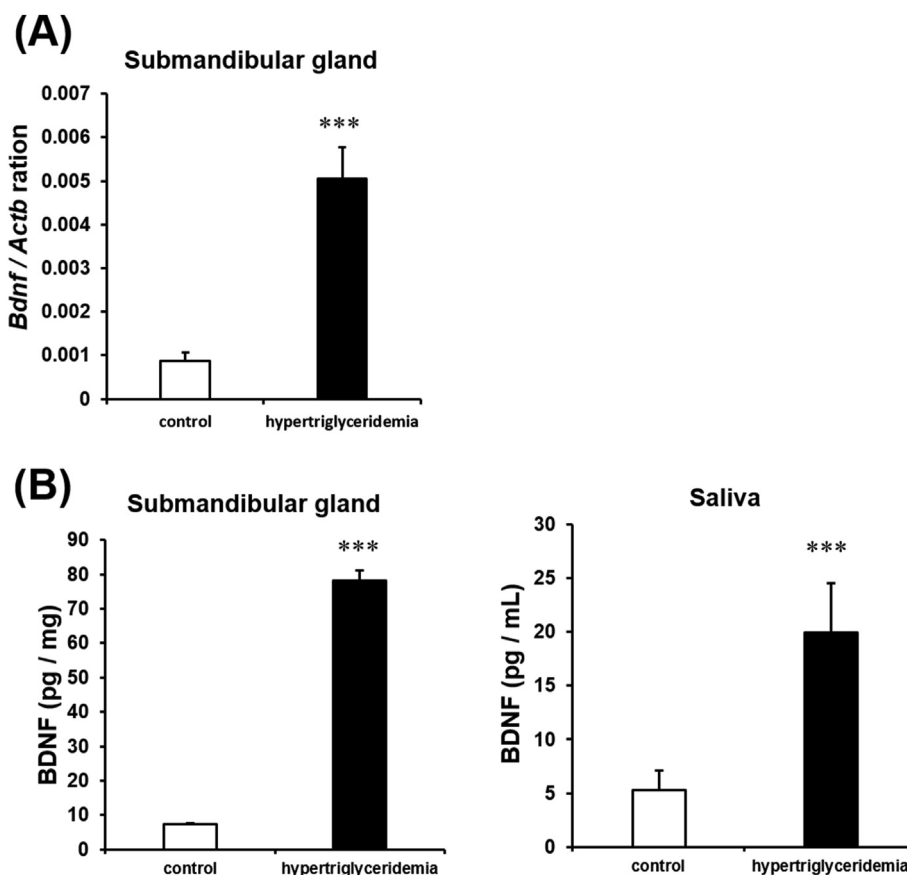 (A)
Submandibular gland
Bdnf / Actb ration
0.007
0.006
0.005
0.004
0.003
0.002
0.001
0
***
control
hypertriglyceridemia
(B)
Submandibular gland
BDNF (pg / mg)
90
80
70
60
50
40
30
20
10
0
***
control
hypertriglyceridemia
Saliva
BDNF (pg / mL)
30
25
20
15
10
5
0
***
control
hypertriglyceridemia